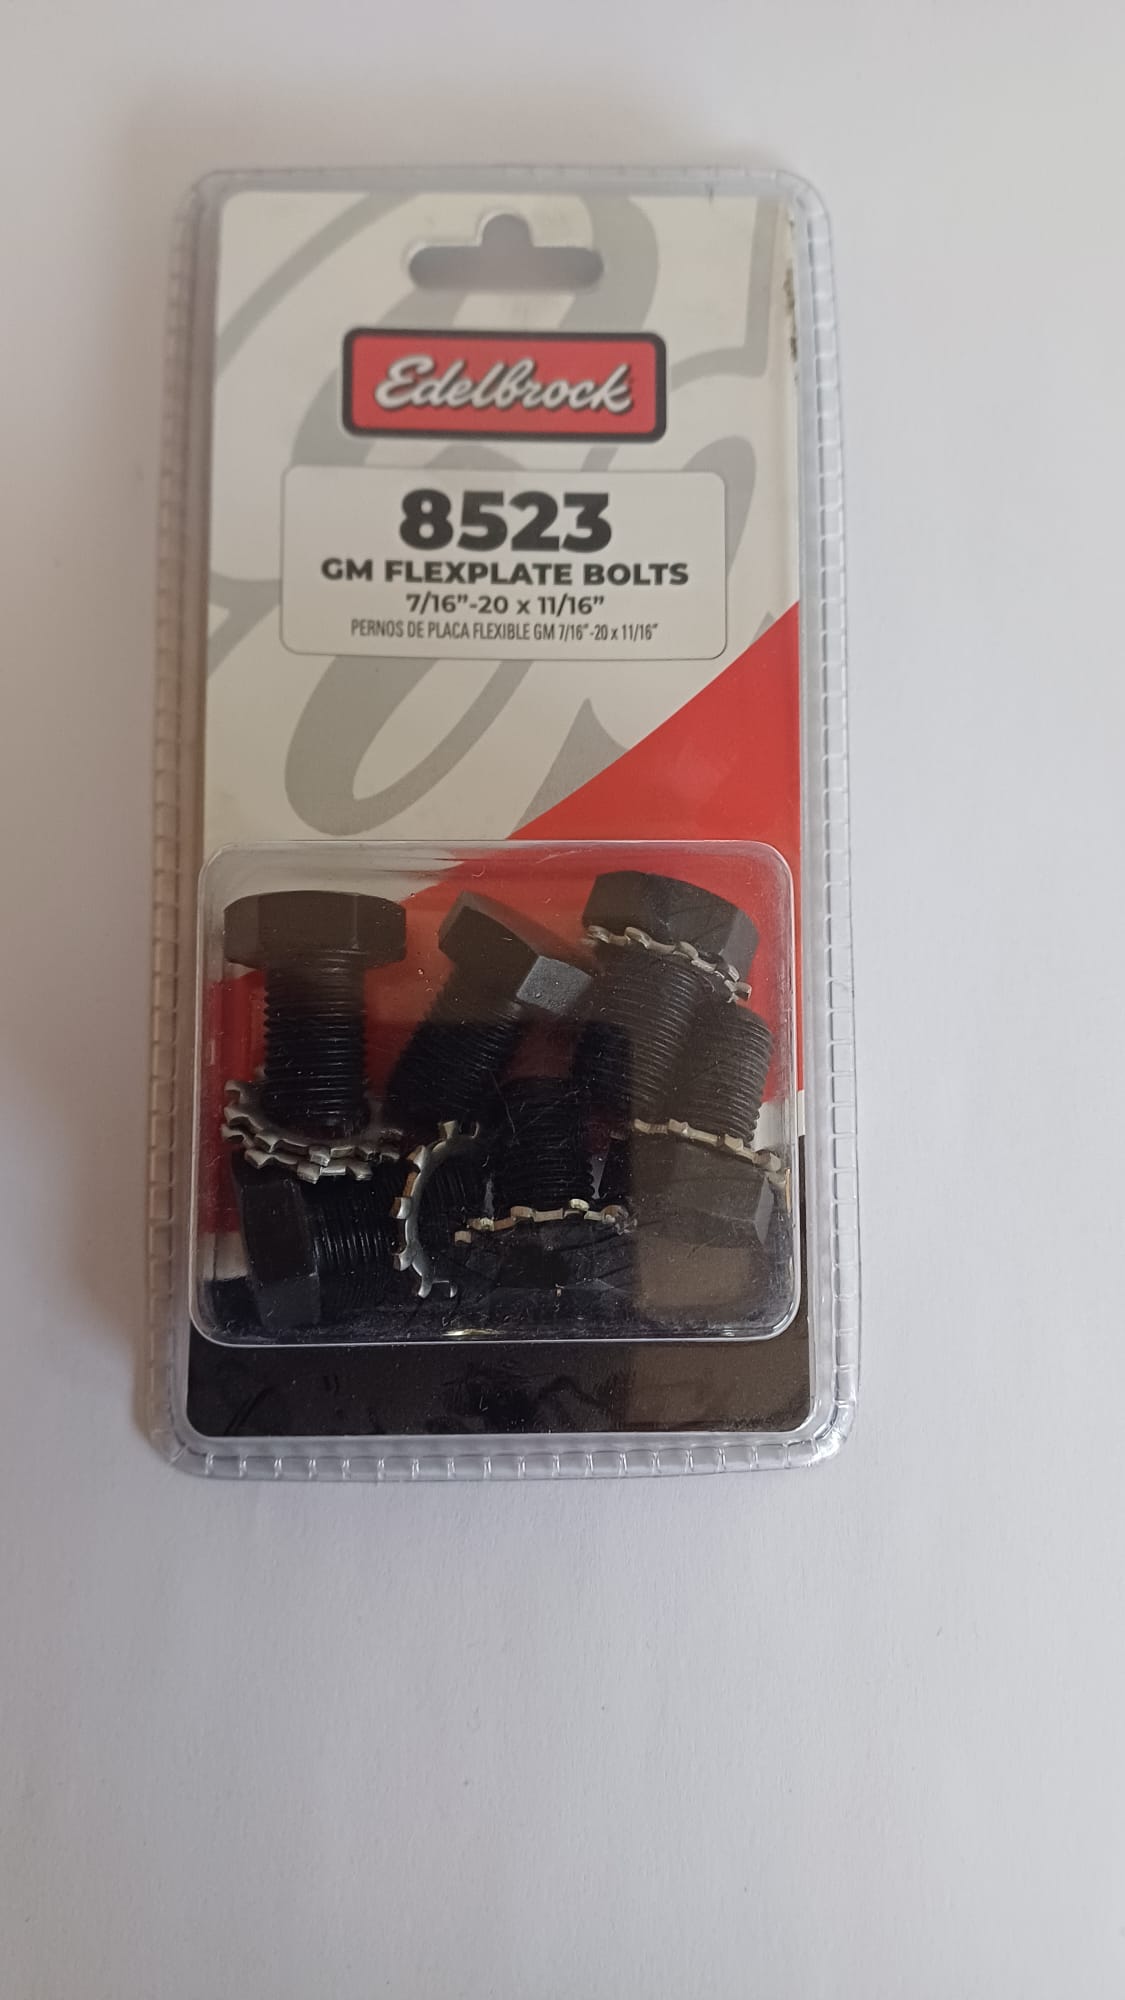 Edelbrock
8523
GM FLEXPLATE BOLTS
7/16"-20 x 11/16"
PERNOS DE PLACA FLEXIBLE GM 7/16"-20 x 11/16"